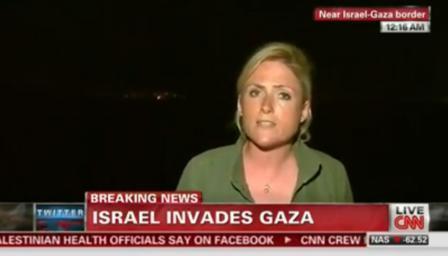 Near Israel-Gaza border
12:16 AM
BREAKING NEWS
TWITTER
ISRAEL INVADES GAZA
LIVE
CNN
ALESTINIAN HEALTH OFFICIALS SAY ON FACEBOOK ▶ CNN CREW I
NAS -62.52